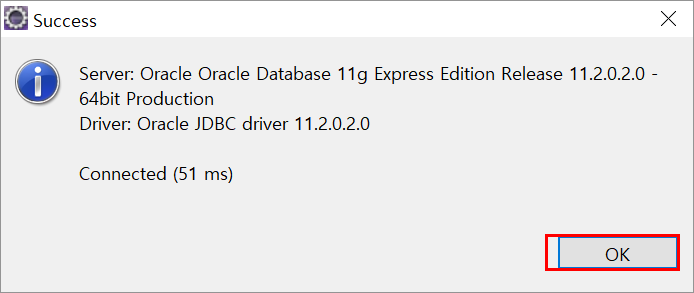 Success
Server: Oracle Oracle Database 11g Express Edition Release 11.2.0.2.0 -
64bit Production
Driver: Oracle JDBC driver 11.2.0.2.0
Connected (51 ms)
OK